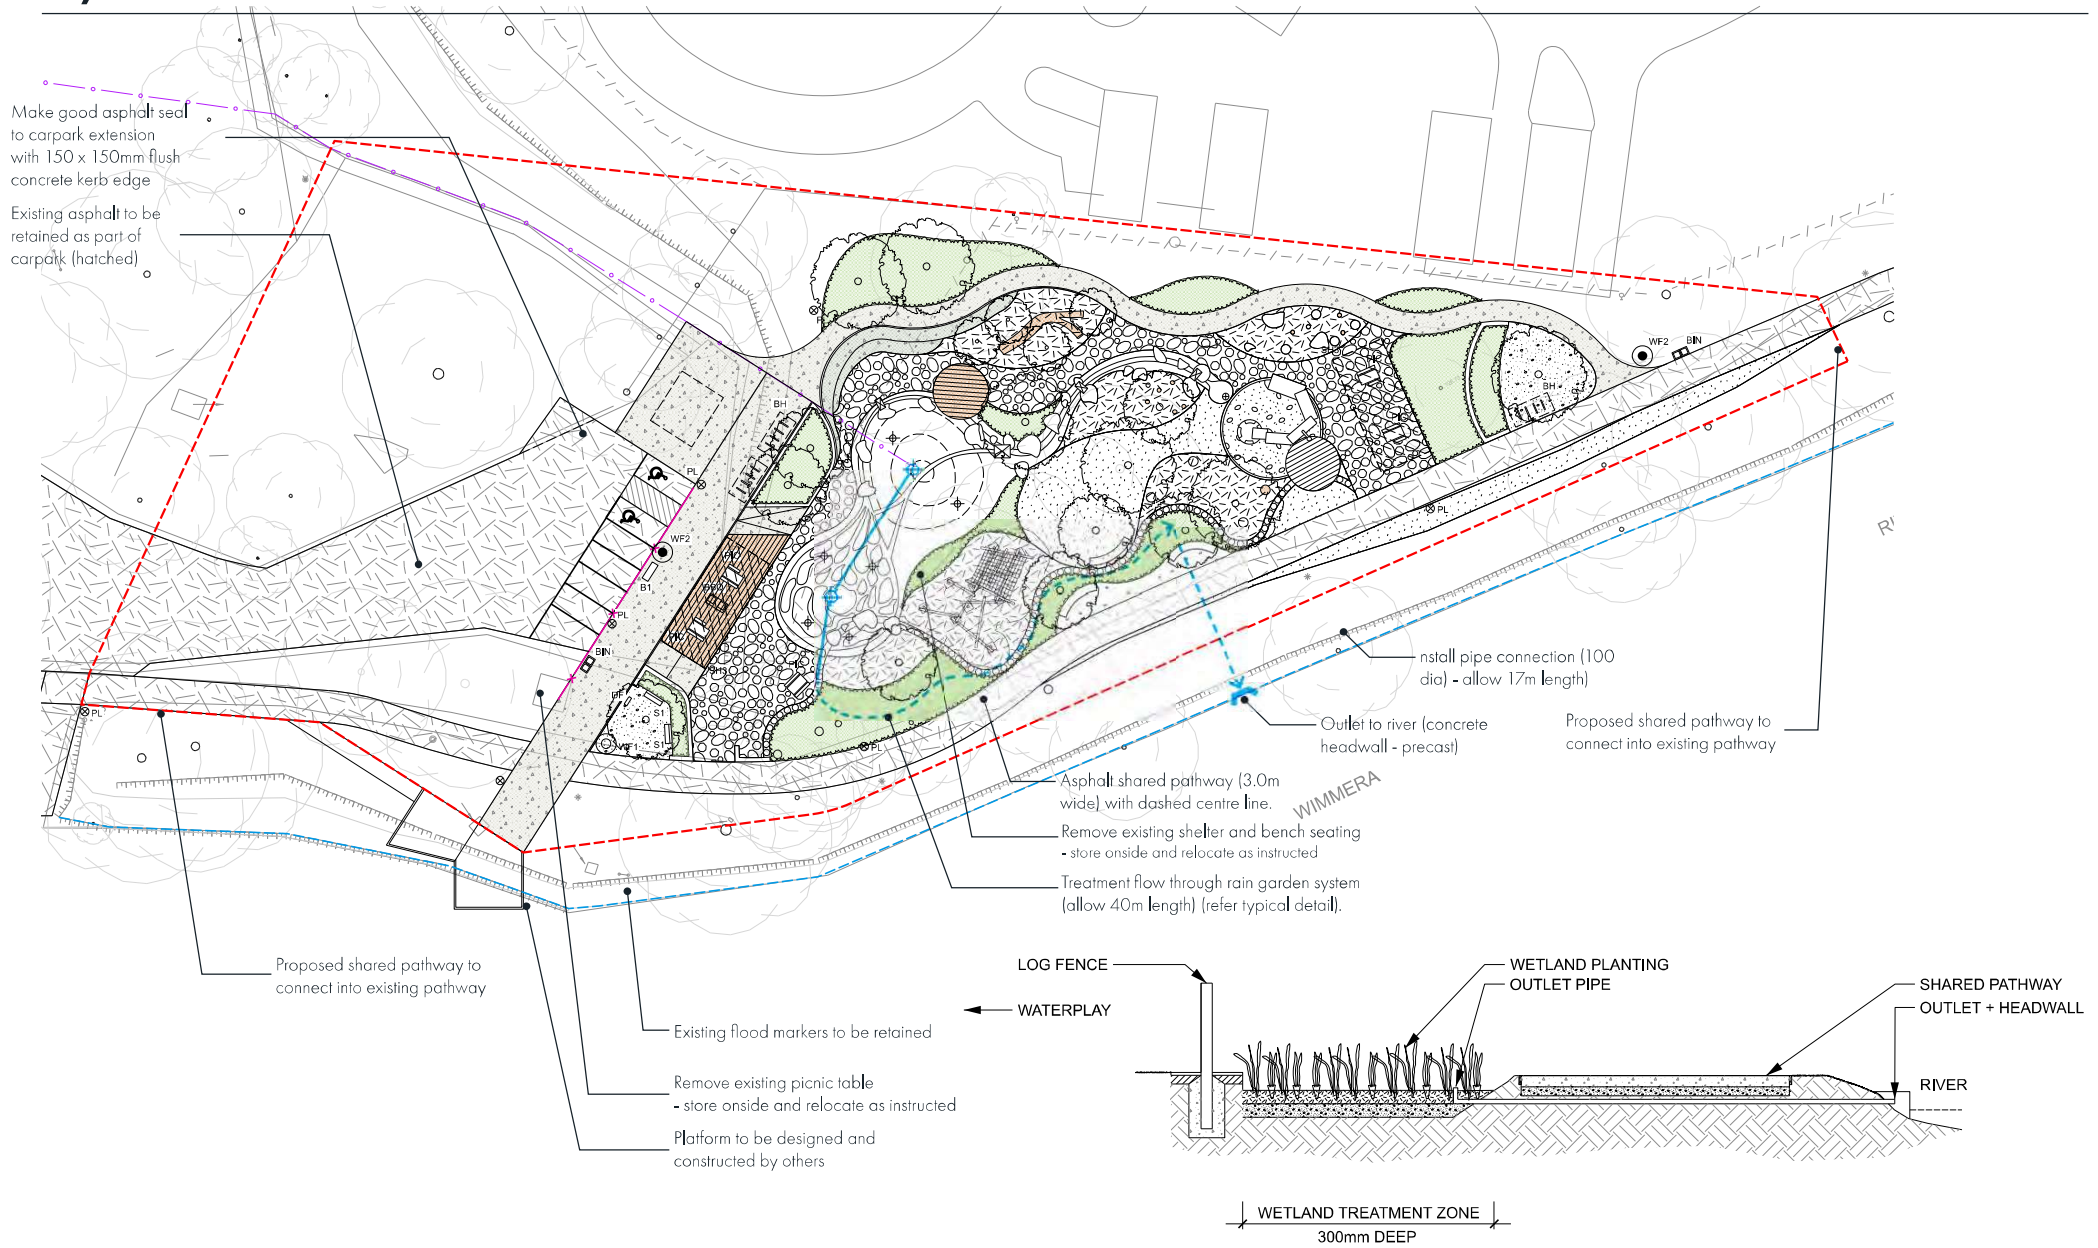 Make good asphalt seal
to carpark extension
with 150 x 150mm flush
concrete kerb edge
Existing asphalt to be
retained as part of
carpark (hatched)
WF2
BIN
BH
BH
PL
PL
WF2
B1
PL
BIN
S1
S1
WF1
PL
PL
nstall pipe connection (100
dia) - allow 17m length)
Outlet to river (concrete
headwall - precast)
Proposed shared pathway to
connect into existing pathway
WIMMERA
Asphalt shared pathway (3.0m
wide) with dashed centre line.
Remove existing shelter and bench seating
- store onside and relocate as instructed
Treatment flow through rain garden system
(allow 40m length) (refer typical detail).
Proposed shared pathway to
connect into existing pathway
Existing flood markers to be retained
Remove existing picnic table
- store onside and relocate as instructed
Platform to be designed and
constructed by others
LOG FENCE
WATERPLAY
WETLAND PLANTING
OUTLET PIPE
SHARED PATHWAY
OUTLET + HEADWALL
RIVER
WETLAND TREATMENT ZONE
300mm DEEP